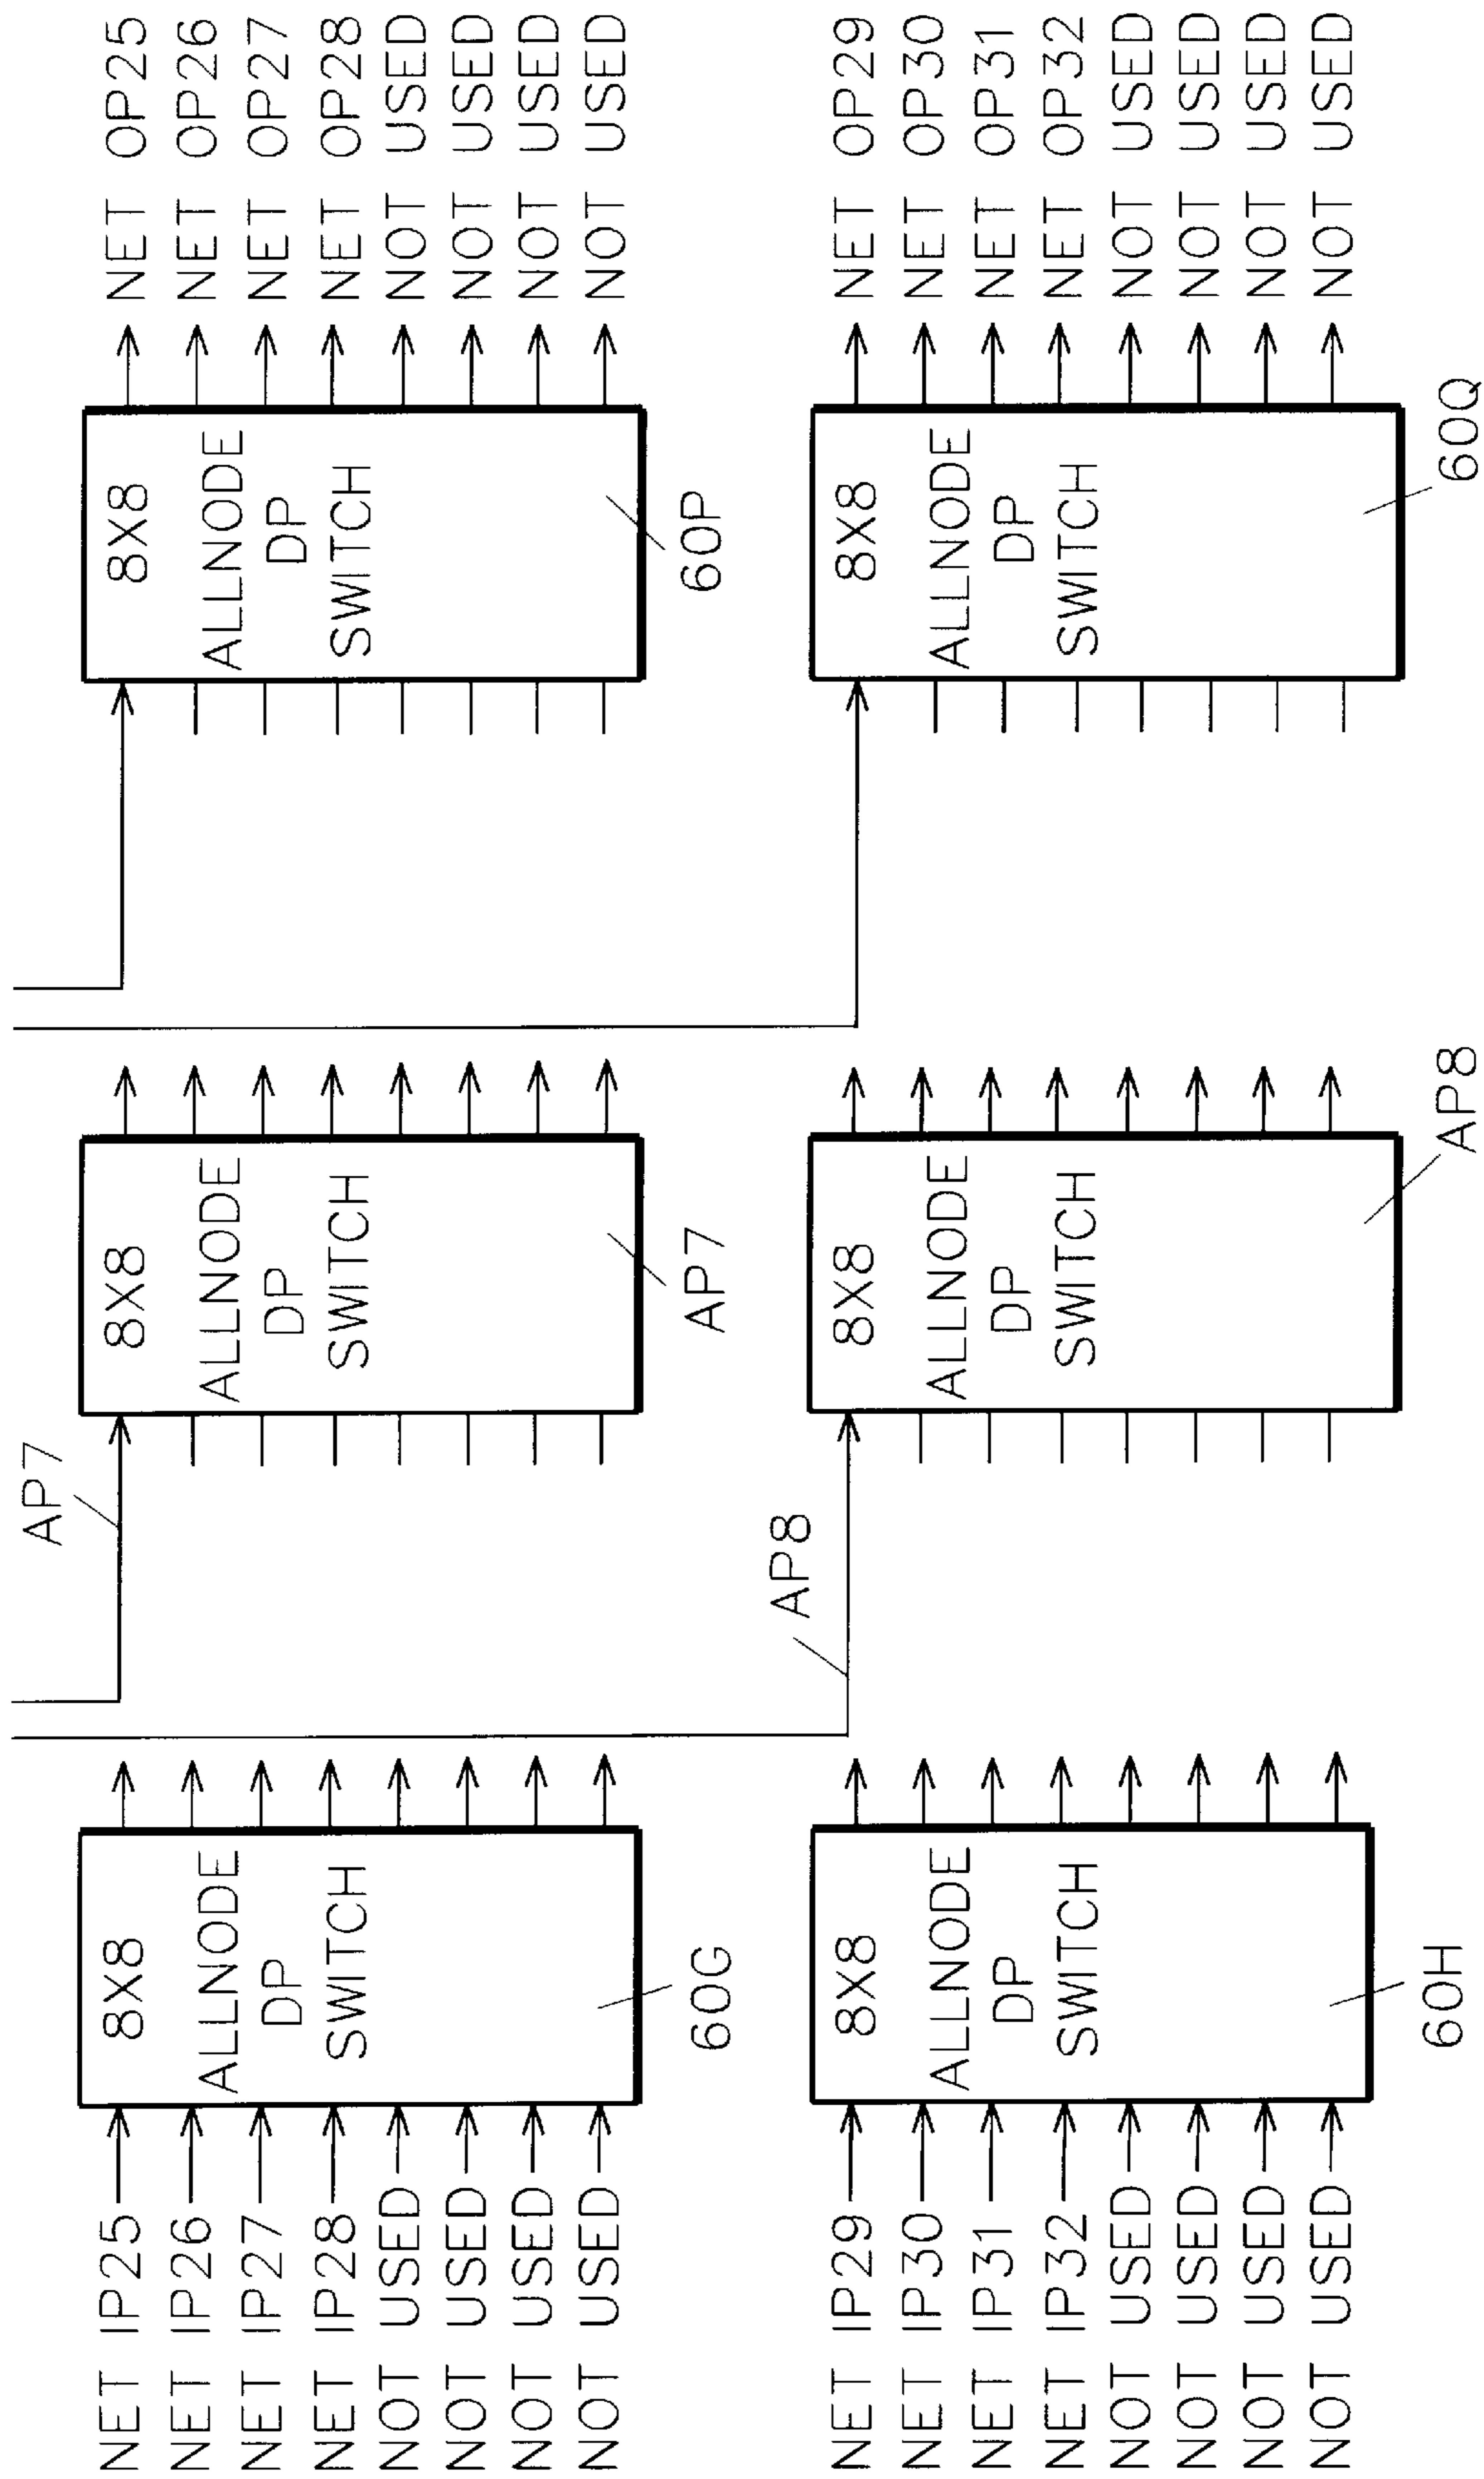 NET IP25
NET IP26
NET IP27
NET IP28
NOT USED
NOT USED
NOT USED
NOT USED
8X8
ALLNODE
DP
SWITCH
60G
AP7
8X8
ALLNODE
DP
SWITCH
AP7
8X8
ALLNODE
DP
SWITCH
60P
NET OP25
NET OP26
NET OP27
NET OP28
NOT USED
NOT USED
NOT USED
NOT USED
NET IP29
NET IP30
NET IP31
NET IP32
NOT USED
NOT USED
NOT USED
NOT USED
8X8
ALLNODE
DP
SWITCH
60H
AP8
8X8
ALLNODE
DP
SWITCH
AP8
8X8
ALLNODE
DP
SWITCH
60Q
NET OP29
NET OP30
NET OP31
NET OP32
NOT USED
NOT USED
NOT USED
NOT USED